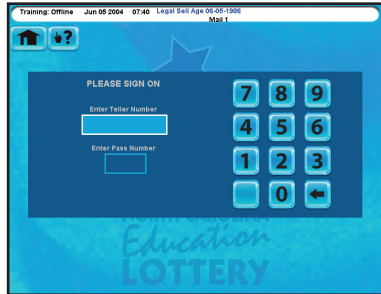 Training: Offline Jun 05 2004 07:40 Legal Sell Age 06-05-1986
Mail 1
?
PLEASE SIGN ON
Enter Teller Number
Enter Pass Number
7 8 9
4 5 6
1 2 3
0
Education
LOTTERY